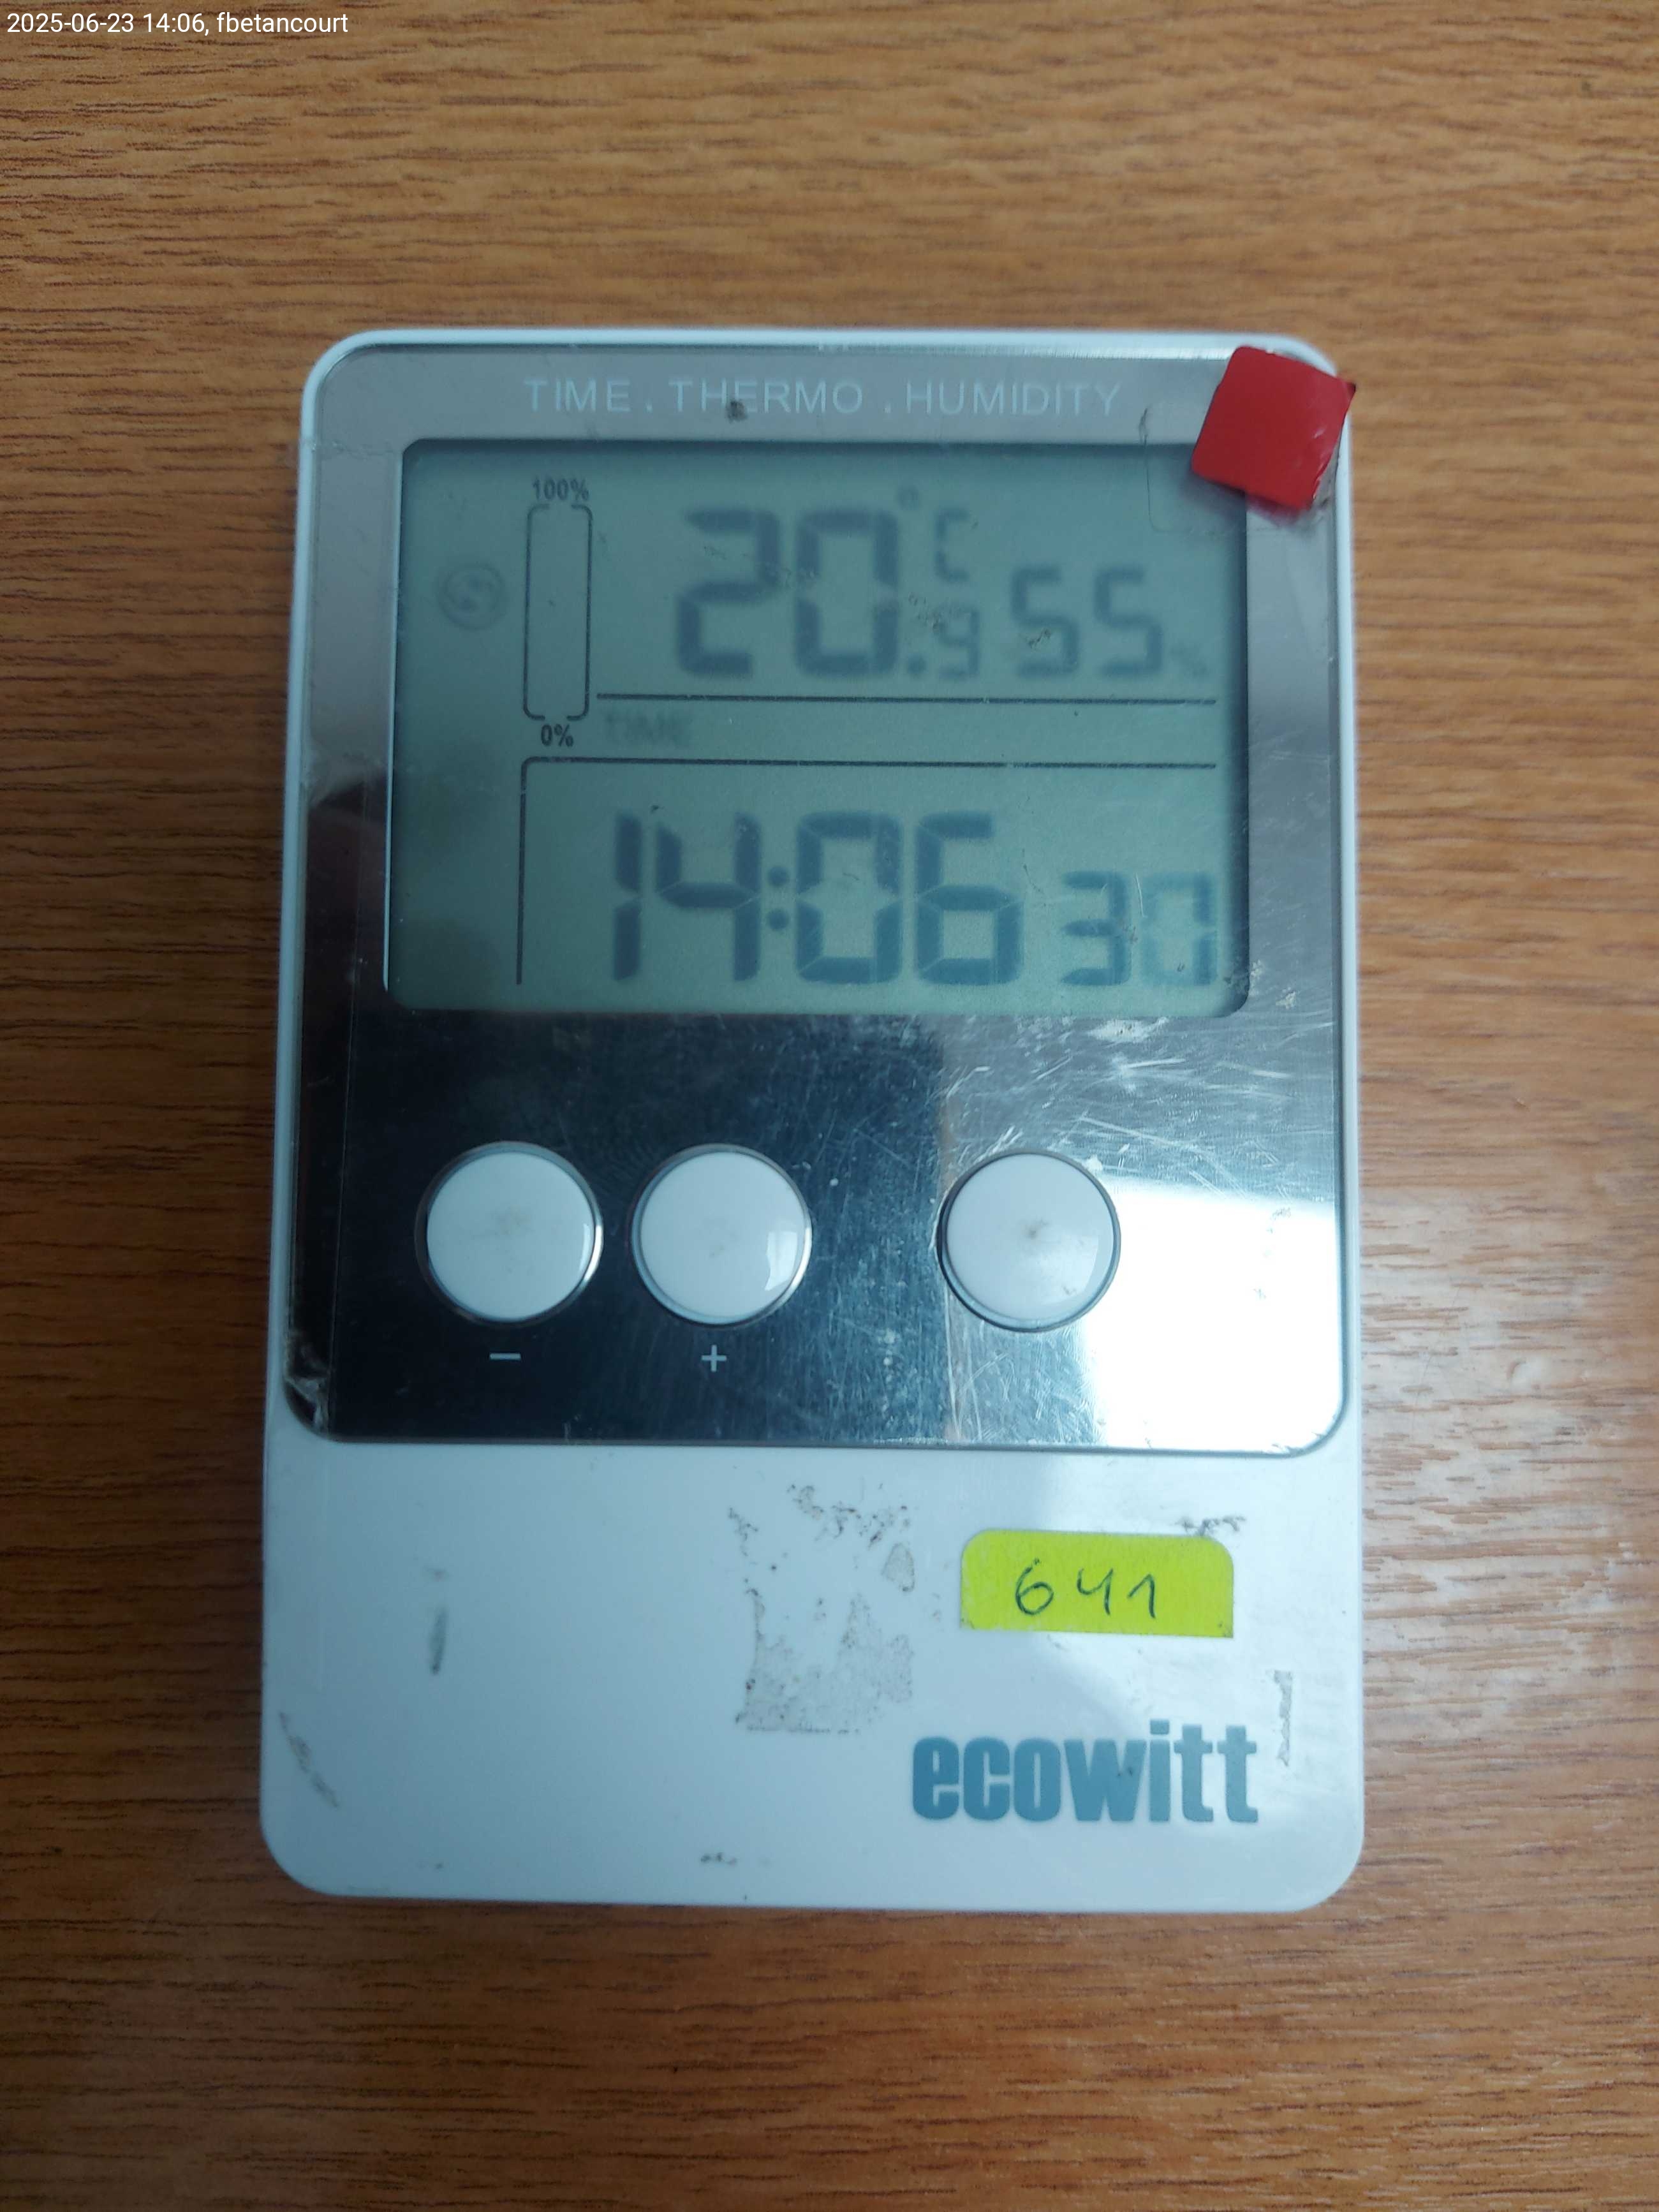 2025-06-23 14:06, fbetancourt
TIME . THERMO . HUMIDITY
100%
20.9 °C 55 %
0% TIME
14:06 30
− +
641
ecowitt